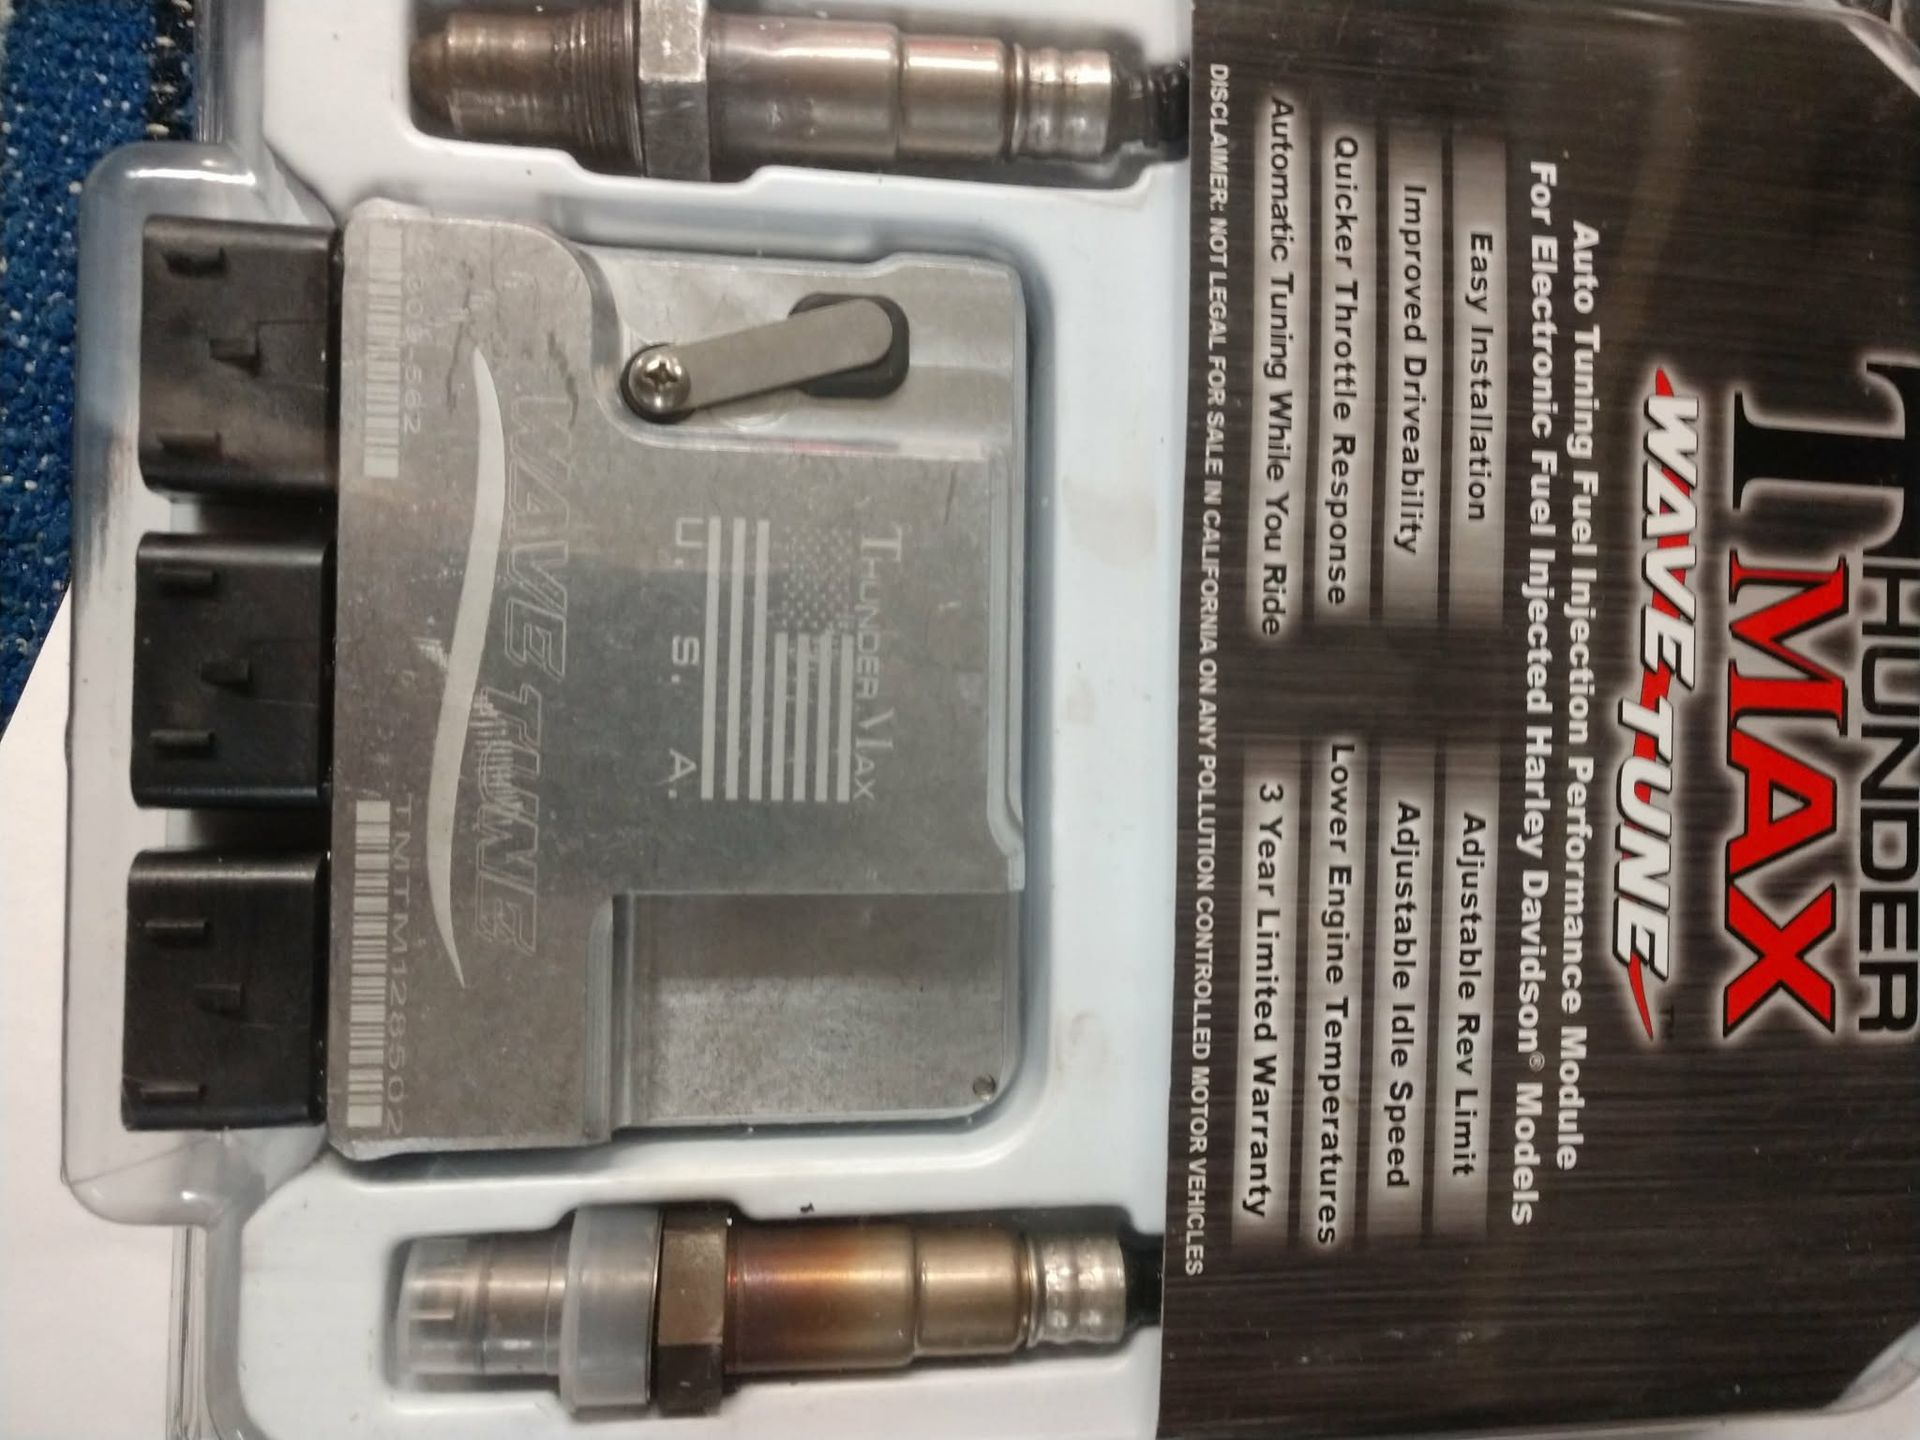 THUNDER
MAX
WAVE TUNE™
Auto Tuning Fuel Injection Performance Module
For Electronic Fuel Injected Harley Davidson® Models
Easy Installation
Improved Driveability
Quicker Throttle Response
Automatic Tuning While You Ride
Adjustable Rev Limit
Adjustable Idle Speed
Lower Engine Temperatures
3 Year Limited Warranty
DISCLAIMER: NOT LEGAL FOR SALE IN CALIFORNIA ON ANY POLLUTION CONTROLLED MOTOR VEHICLES
THUNDERMAX
U. S. A.
WAVE TUNE
TMTM128502